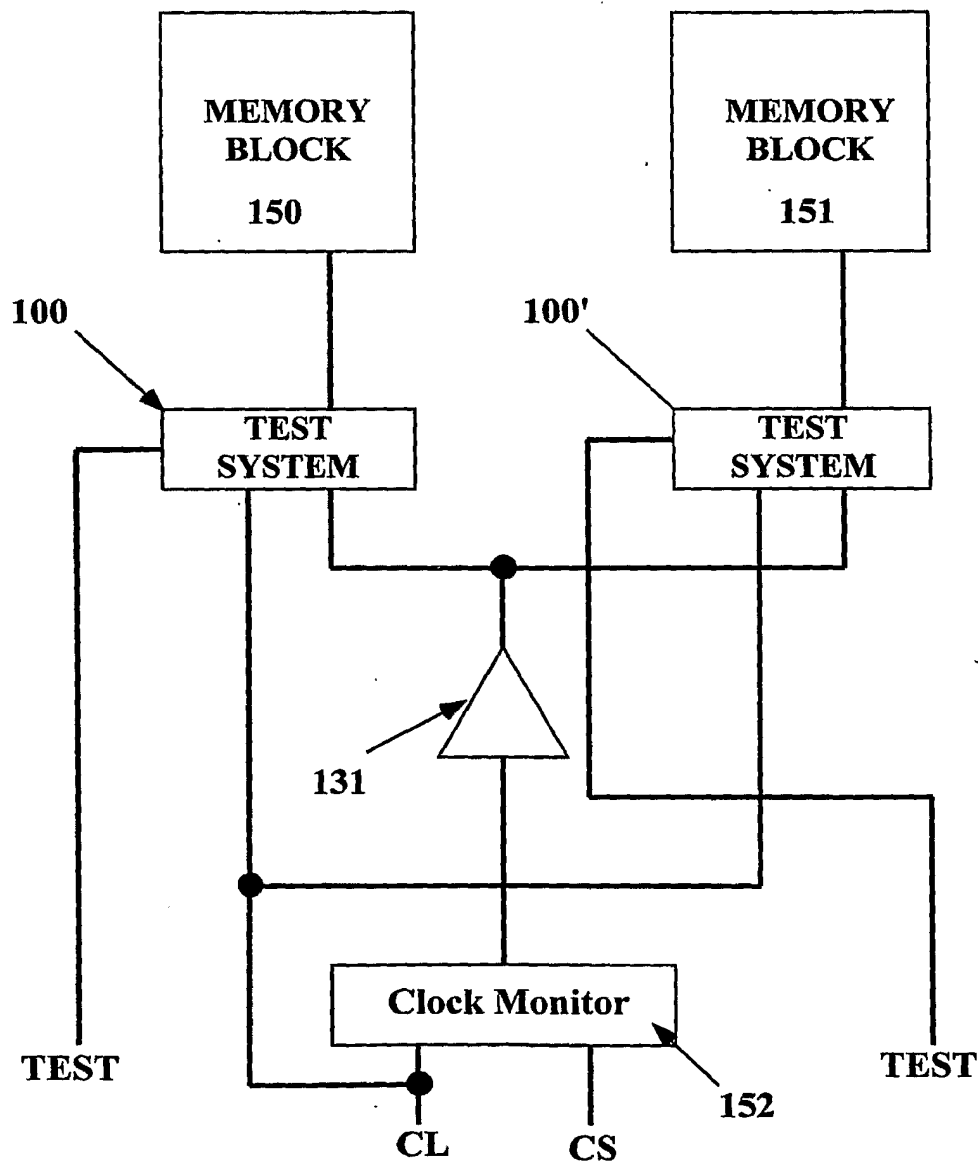 MEMORY
BLOCK
150
MEMORY
BLOCK
151
100
100'
TEST
SYSTEM
TEST
SYSTEM
131
Clock Monitor
TEST
TEST
152
CL
CS